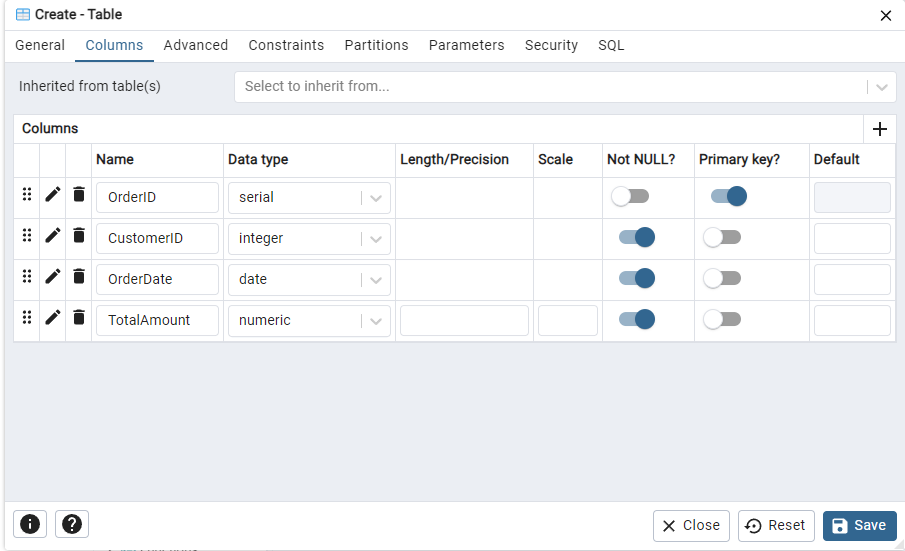 Create - Table
General Columns Advanced Constraints Partitions Parameters Security SQL
Inherited from table(s) Select to inherit from...
Columns
Name Data type Length/Precision Scale Not NULL? Primary key? Default
OrderID serial
CustomerID integer
OrderDate date
TotalAmount numeric
Close Reset Save